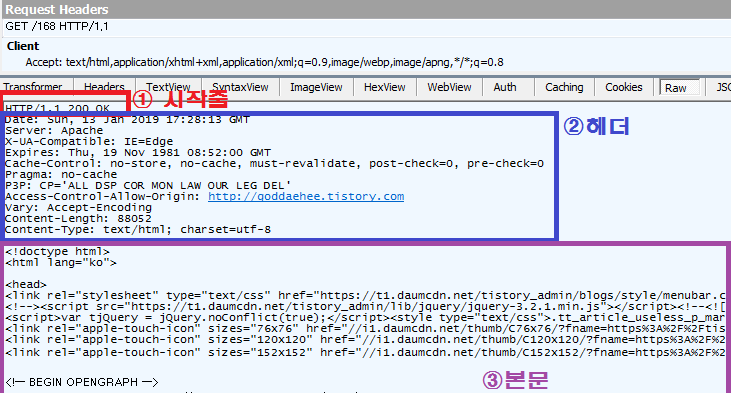 Request Headers
GET /168 HTTP/1,1
Client
Accept: text/html,application/xhtml+xml,application/xml;q=0.9,image/webp,image/apng,*/*;q=0.8
Transformer Headers TextView SyntaxView ImageView HexView WebView Auth Caching Cookies Raw JSO
HTTP/1.1 200 OK ① 시작줄
Date: Sun, 13 Jan 2019 17:28:13 GMT
②헤더
Server: Apache
X-UA-Compatible: IE=Edge
Expires: Thu, 19 Nov 1981 08:52:00 GMT
Cache-Control: no-store, no-cache, must-revalidate, post-check=0, pre-check=0
Pragma: no-cache
P3P: CP='ALL DSP COR MON LAW OUR LEG DEL'
Access-Control-Allow-Origin: http://goddaehee.tistory.com
Vary: Accept-Encoding
Content-Length: 88052
Content-Type: text/html; charset=utf-8
<!doctype html>
<html lang="ko">
<head>
<link rel="stylesheet" type="text/css" href="https://t1.daumcdn.net/tistory_admin/blogs/style/menubar.c
<!--><script src="https://t1.daumcdn.net/tistory_admin/lib/jquery/jquery-3.2.1.min.js"></script><!--<![
<script>var tjQuery = jQuery.noConflict(true);</script><style type="text/css">.tt_article_useless_p_mar
<link rel="apple-touch-icon" sizes="76x76" href="//i1.daumcdn.net/thumb/C76x76/?fname=https%3A%2F%2Ftis
<link rel="apple-touch-icon" sizes="120x120" href="//i1.daumcdn.net/thumb/C120x120/?fname=https%3A%2F%2
<link rel="apple-touch-icon" sizes="152x152" href="//i1.daumcdn.net/thumb/C152x152/?fname=https%3A%2F%2
<!-- BEGIN OPENGRAPH -->
③본문